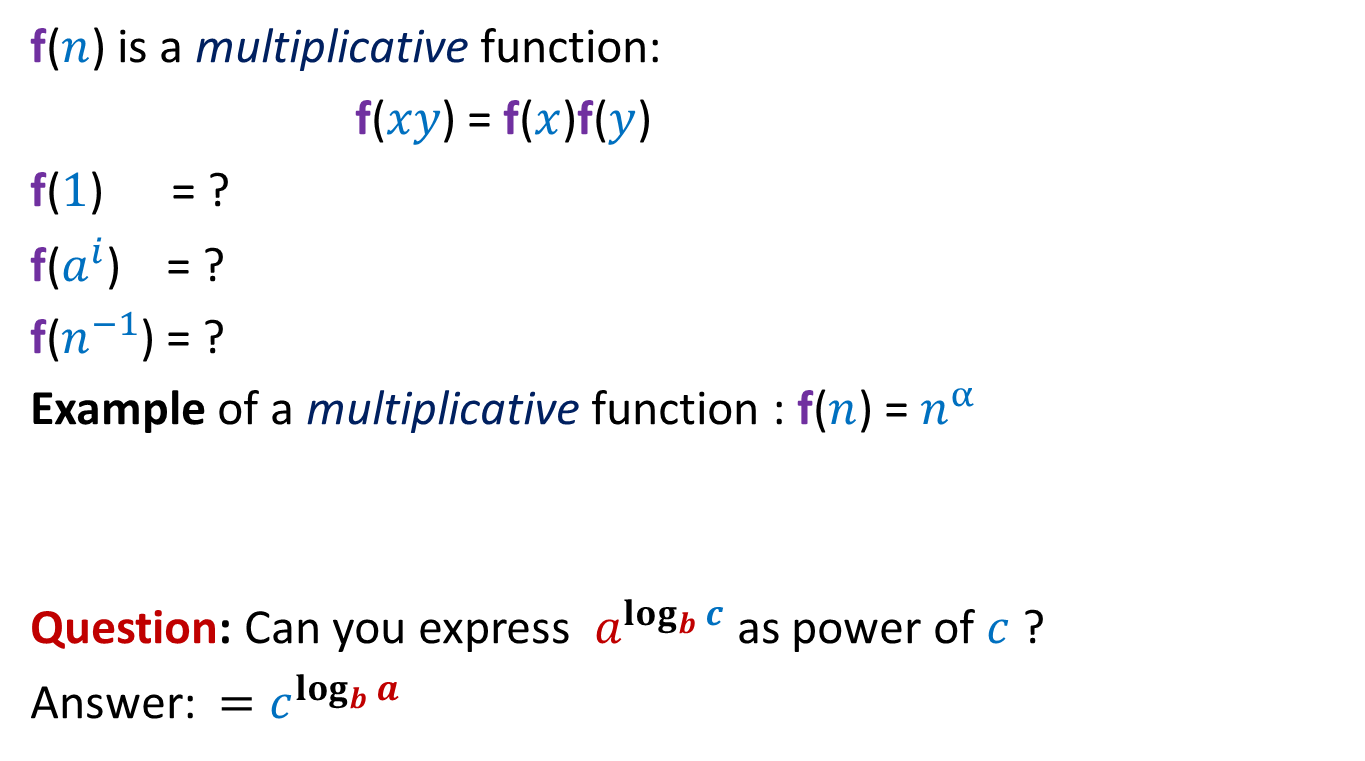 f(n) is a multiplicative function:
f(xy) = f(x)f(y)
f(1) = ?
f(aⁱ) = ?
f(n⁻¹) = ?
Example of a multiplicative function : f(n) = n^α
Question: Can you express a^(log_b c) as power of c ?
Answer: = c^(log_b a)